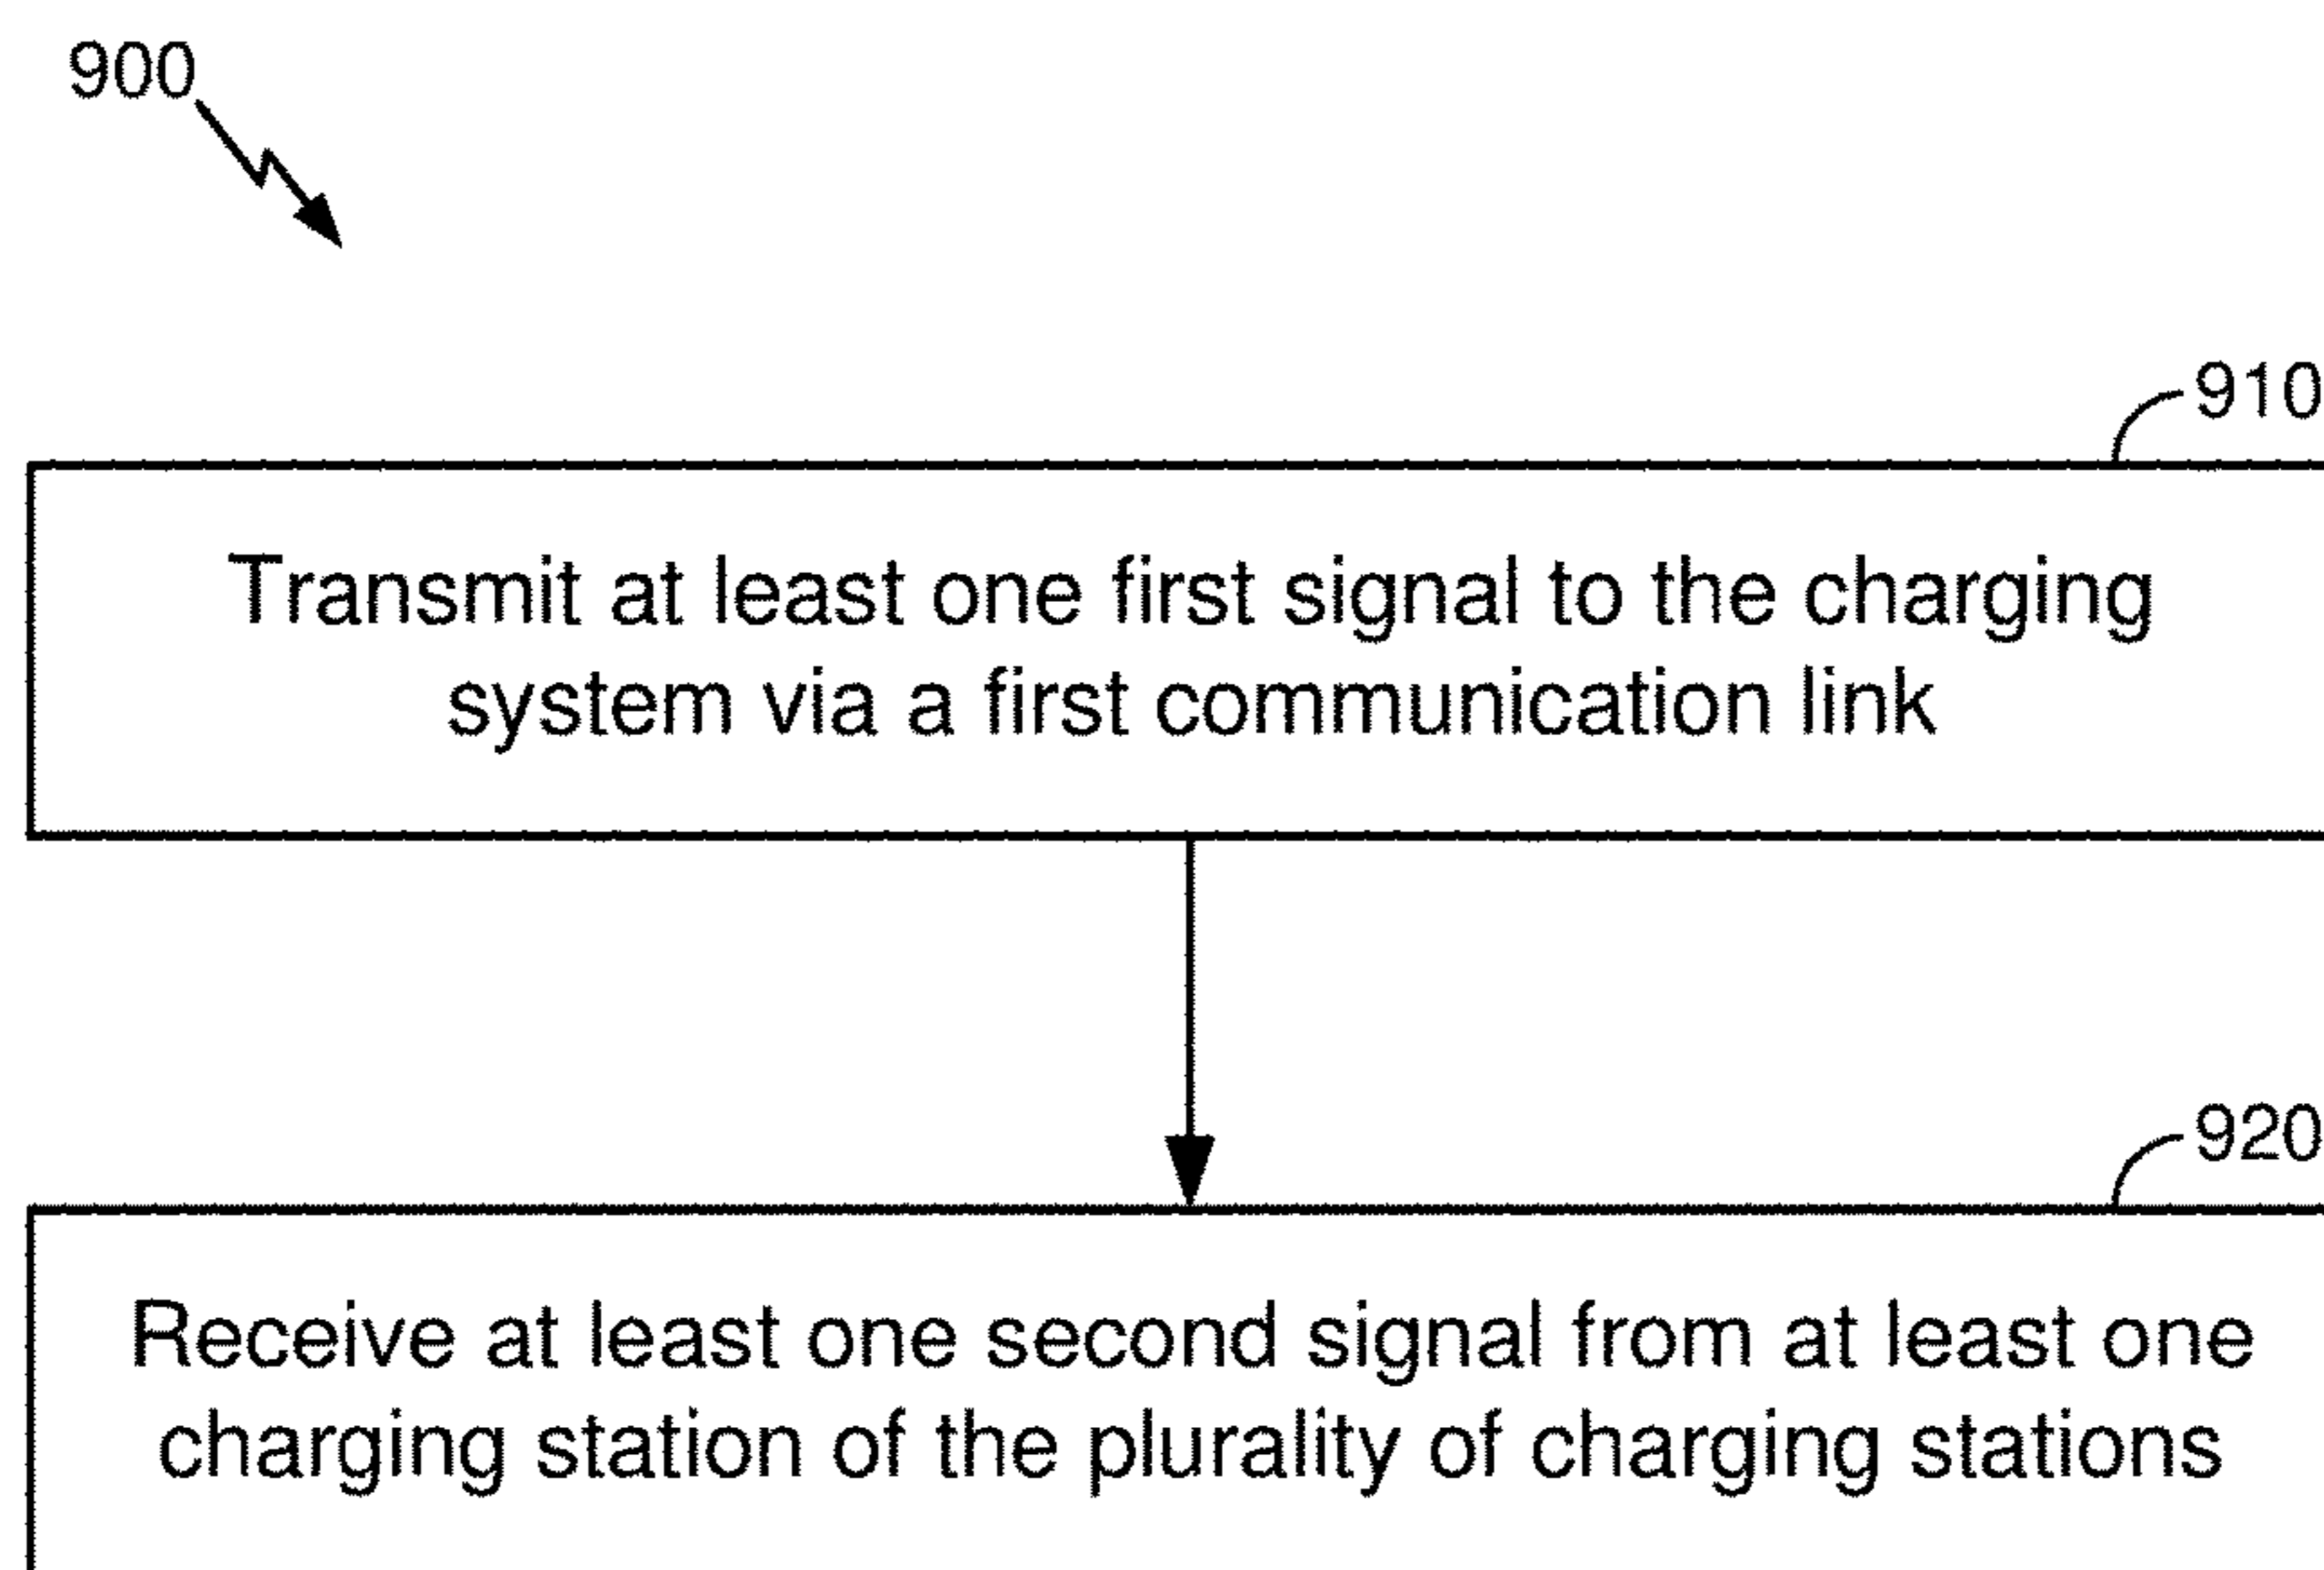 900
910
Transmit at least one first signal to the charging
system via a first communication link
920
Receive at least one second signal from at least one
charging station of the plurality of charging stations